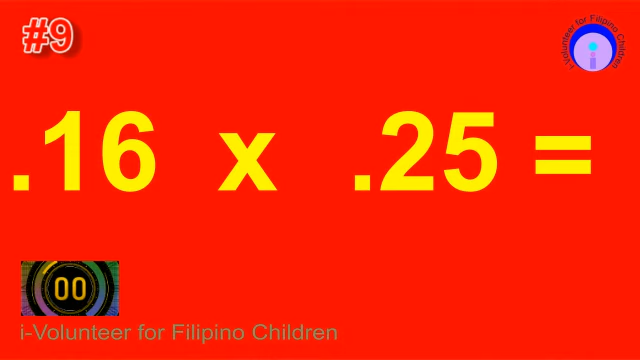 #9
i-Volunteer for Filipino Children
.16 x .25 =
00
i-Volunteer for Filipino Children